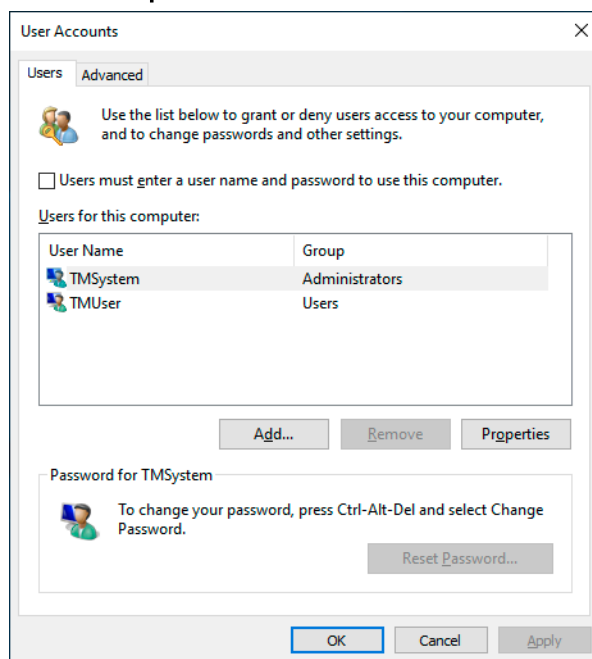 User Accounts
Users Advanced
Use the list below to grant or deny users access to your computer,
and to change passwords and other settings.
Users must enter a user name and password to use this computer.
Users for this computer:
User Name Group
TMSystem Administrators
TMUser Users
Add... Remove Properties
Password for TMSystem
To change your password, press Ctrl-Alt-Del and select Change
Password.
Reset Password...
OK Cancel Apply